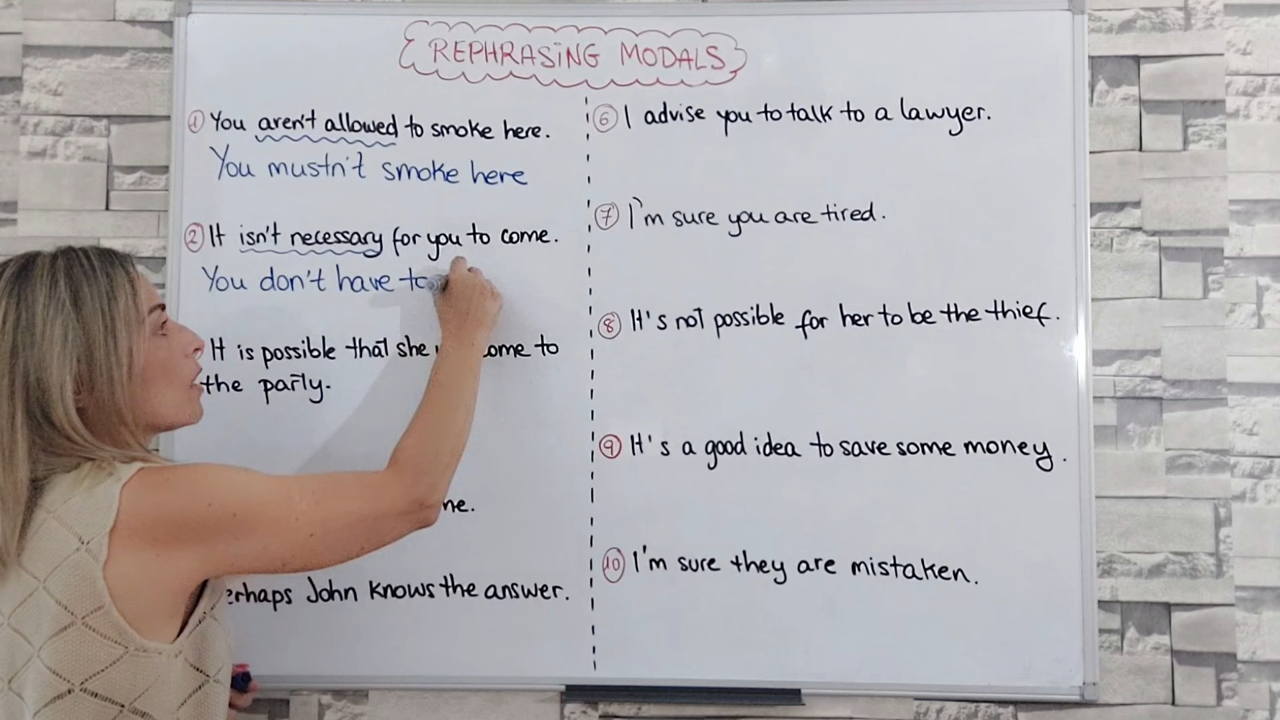 REPHRASING MODALS
1 You aren't allowed to smoke here.
You mustn't smoke here
2 It isn't necessary for you to come.
You don't have to
It is possible that she to
the party.
Perhaps John knows the answer.
6 I advise you to talk to a lawyer.
7 I'm sure you are tired.
8 It's not possible for her to be the thief.
9 It's a good idea to save some money.
10 I'm sure they are mistaken.